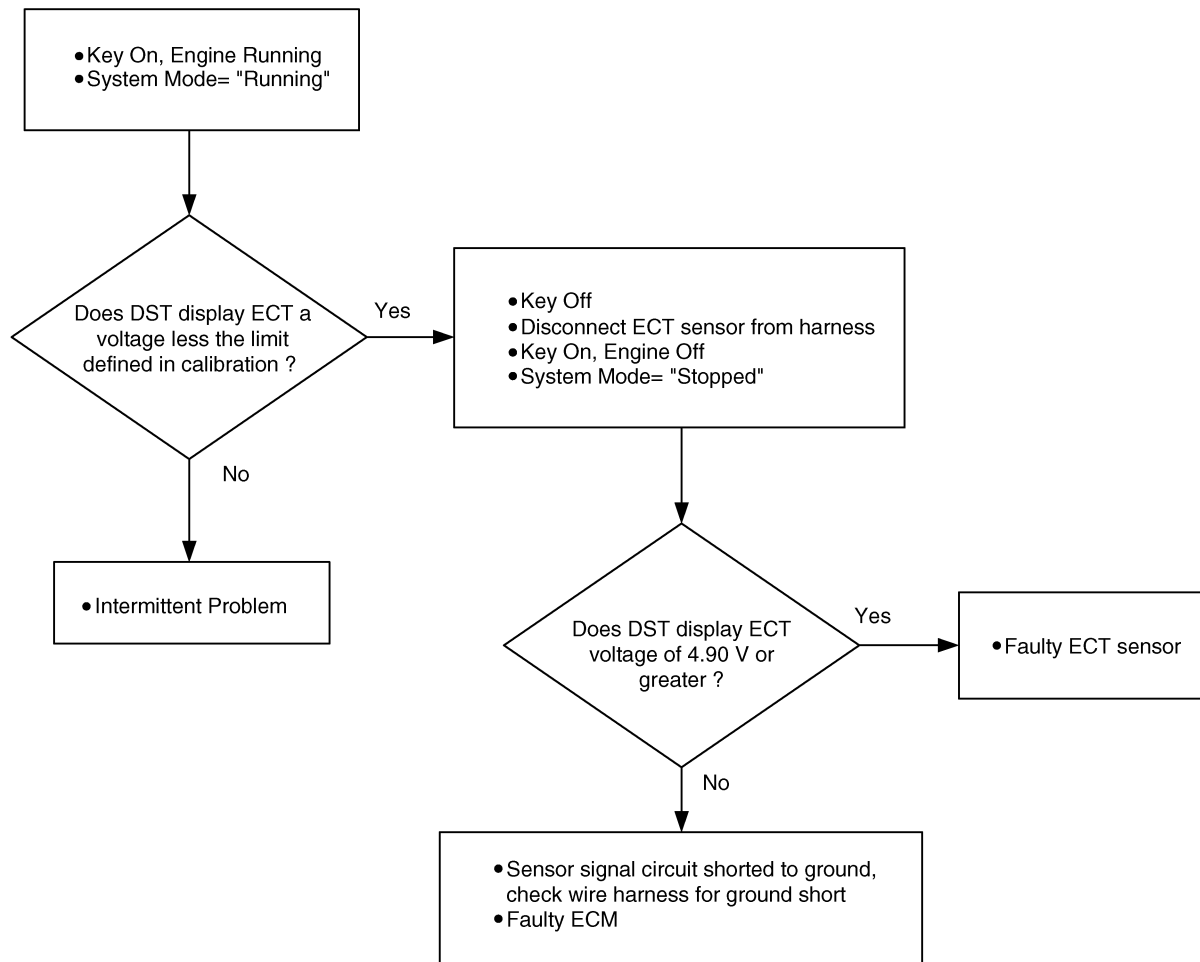 ●Key On, Engine Running
●System Mode= "Running"
Does DST display ECT a
voltage less the limit
defined in calibration ?
Yes
No
●Intermittent Problem
●Key Off
●Disconnect ECT sensor from harness
●Key On, Engine Off
●System Mode= "Stopped"
Does DST display ECT
voltage of 4.90 V or
greater ?
Yes
●Faulty ECT sensor
No
●Sensor signal circuit shorted to ground,
check wire harness for ground short
●Faulty ECM